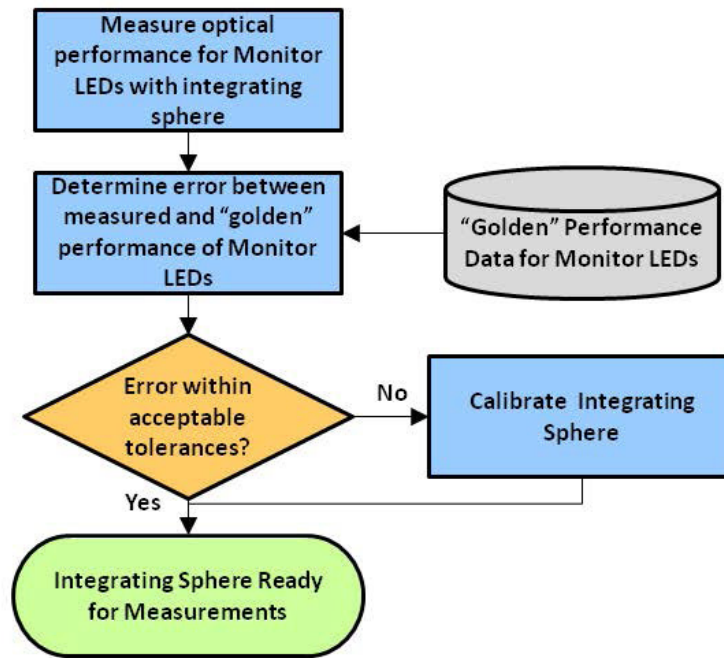 Measure optical
performance for Monitor
LEDs with integrating
sphere
Determine error between
measured and “golden”
performance of Monitor
LEDs
“Golden” Performance
Data for Monitor LEDs
Error within
acceptable
tolerances?
No
Calibrate Integrating
Sphere
Yes
Integrating Sphere Ready
for Measurements